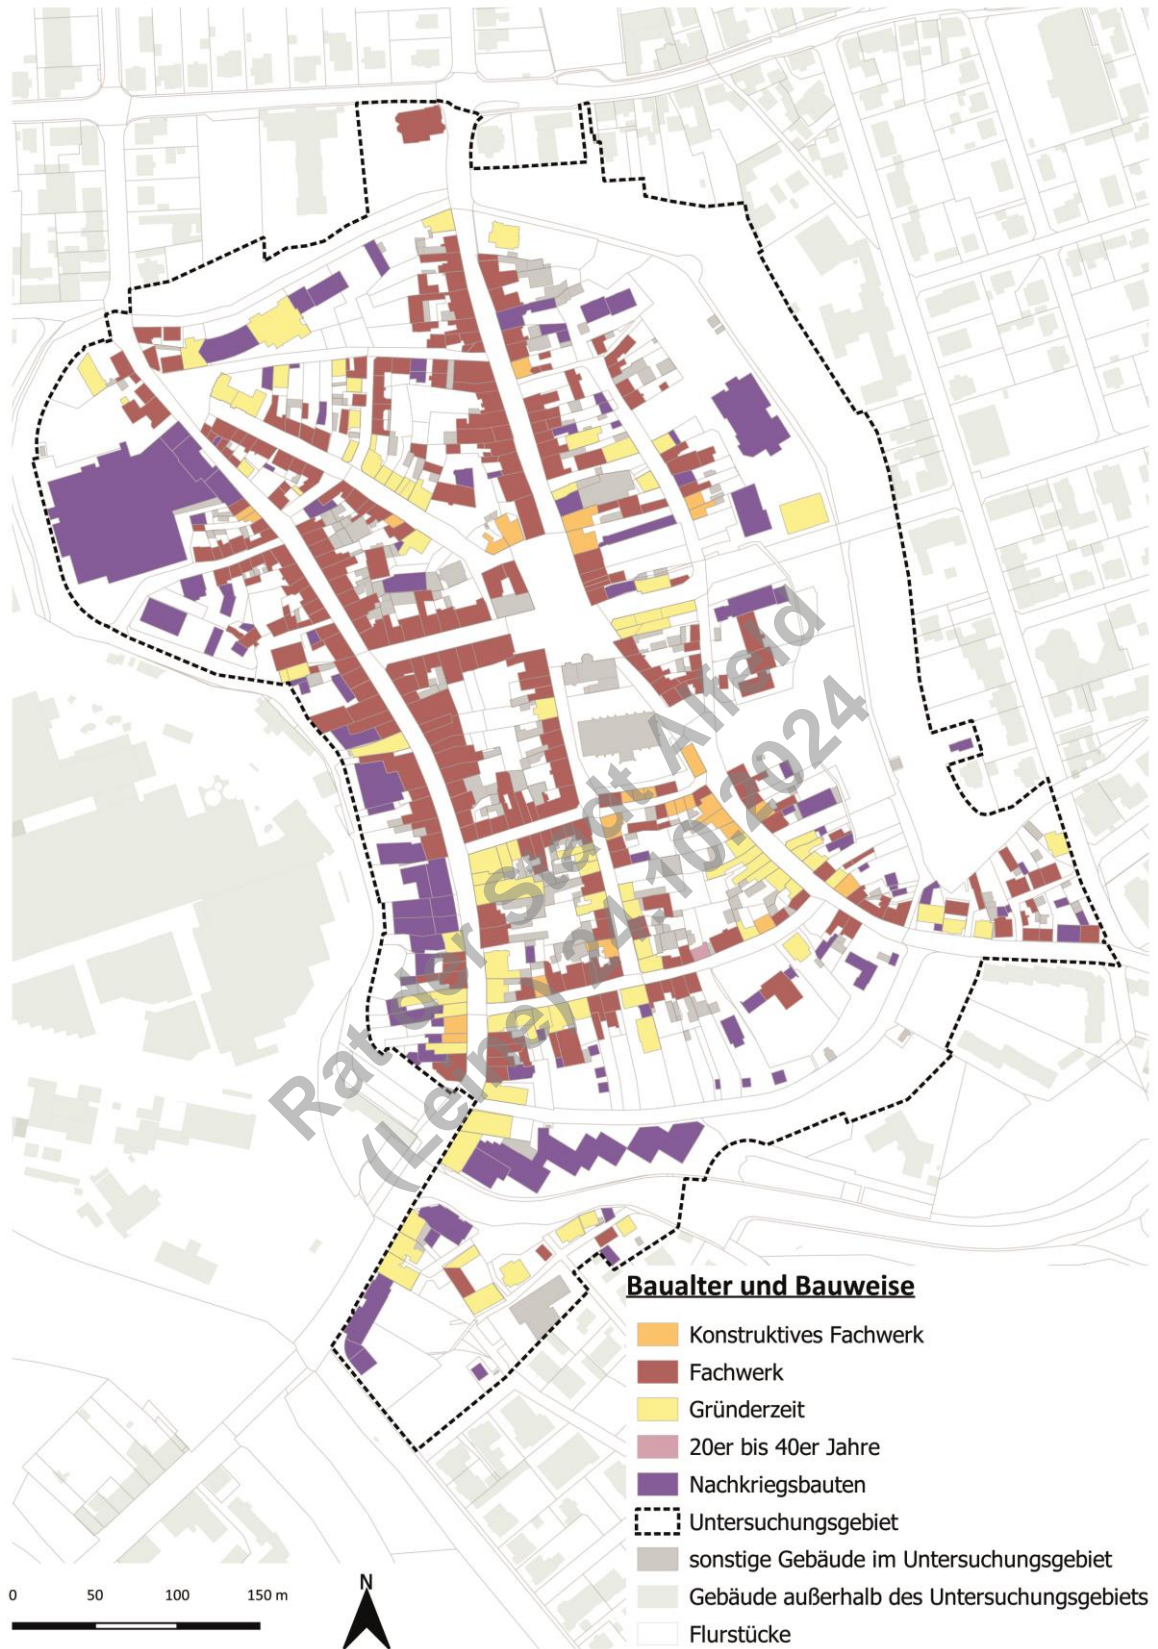 Rat der Stadt Alfeld
(Leine) 24.10.2024
Baualter und Bauweise
Konstruktives Fachwerk
Fachwerk
Gründerzeit
20er bis 40er Jahre
Nachkriegsbauten
Untersuchungsgebiet
sonstige Gebäude im Untersuchungsgebiet
Gebäude außerhalb des Untersuchungsgebiets
Flurstücke
0 50 100 150 m
N